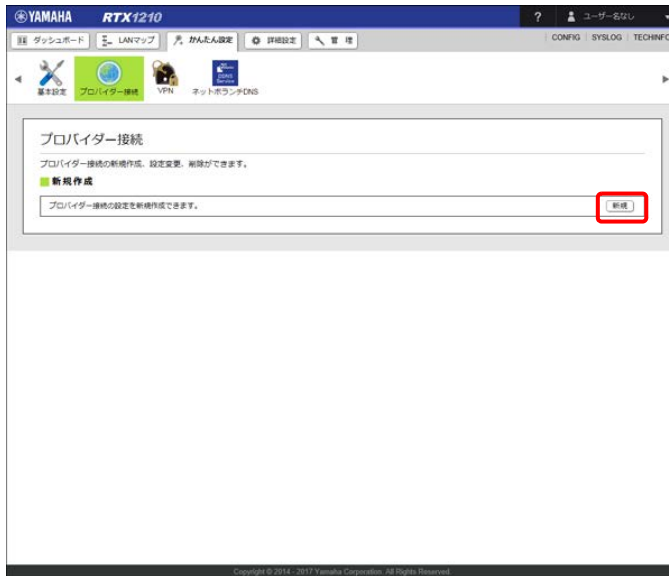 YAMAHA RTX1210 ? ユーザー名なし
ダッシュボード LANマップ かんたん設定 詳細設定 管理 CONFIG SYSLOG TECHINFO
基本設定 プロバイダー接続 VPN ネットボランチDNS
プロバイダー接続
プロバイダー接続の新規作成、設定変更、削除ができます。
新規作成
プロバイダー接続の設定を新規作成できます。 新規
Copyright © 2014 - 2017 Yamaha Corporation. All Rights Reserved.